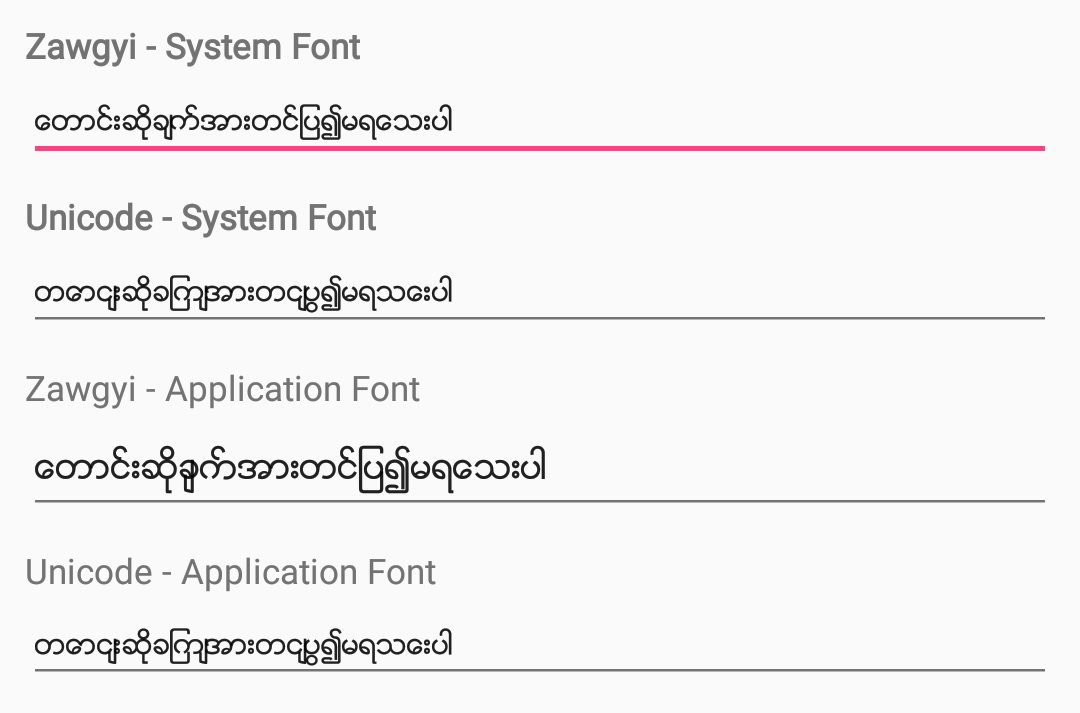 Zawgyi - System Font
တောင်းဆိုချက်အားတင်ပြ၍မရသေးပါ
Unicode - System Font
တောငျးဆိုခကြျအားတငျပွ၍မရသေးပါ
Zawgyi - Application Font
တောင်းဆိုချက်အားတင်ပြ၍မရသေးပါ
Unicode - Application Font
တောငျးဆိုခကြျအားတငျပွ၍မရသေးပါ